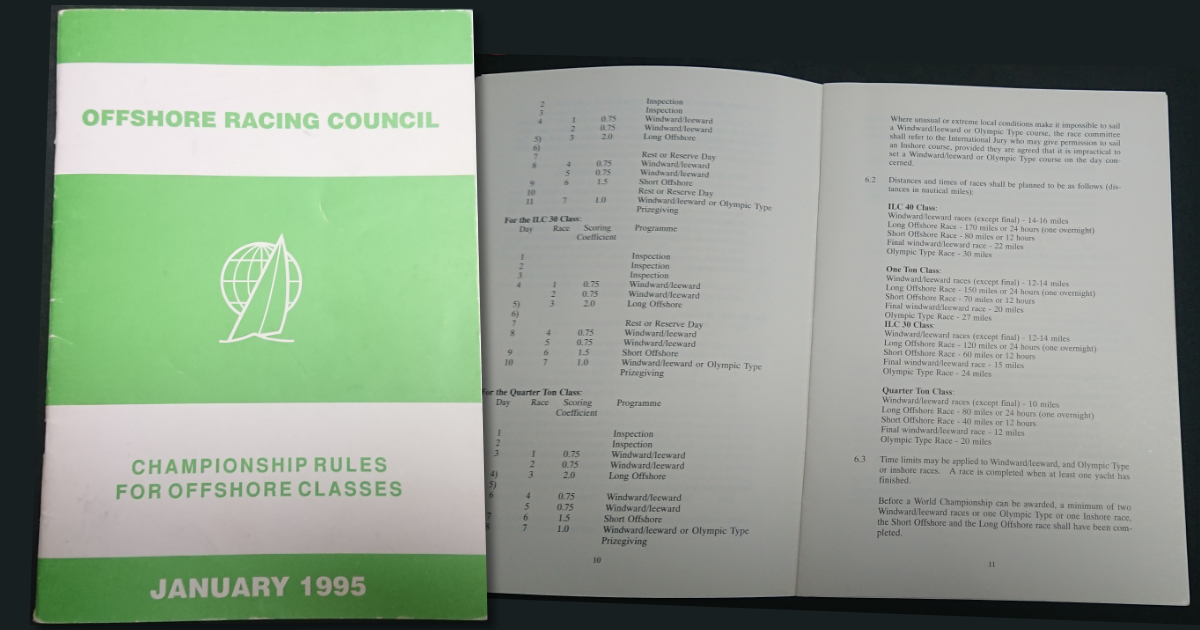 OFFSHORE RACING COUNCIL
CHAMPIONSHIP RULES
FOR OFFSHORE CLASSES
JANUARY 1995
2 Inspection
3 Inspection
4 1 0.75 Windward/leeward
2 0.75 Windward/leeward
5) 3 2.0 Long Offshore
6)
7 Rest or Reserve Day
8 4 0.75 Windward/leeward
5 0.75 Windward/leeward
9 6 1.5 Short Offshore
10 Rest or Reserve Day
11 7 1.0 Windward/leeward or Olympic Type
Prizegiving
For the ILC 30 Class:
Day Race Scoring Programme
Coefficient
1 Inspection
2 Inspection
3 Inspection
4 1 0.75 Windward/leeward
2 0.75 Windward/leeward
5) 3 2.0 Long Offshore
6)
7 Rest or Reserve Day
8 4 0.75 Windward/leeward
5 0.75 Windward/leeward
9 6 1.5 Short Offshore
10 7 1.0 Windward/leeward or Olympic Type
Prizegiving
For the Quarter Ton Class:
Day Race Scoring Programme
Coefficient
1 Inspection
2 Inspection
3 1 0.75 Windward/leeward
2 0.75 Windward/leeward
4) 3 2.0 Long Offshore
5)
6 4 0.75 Windward/leeward
5 0.75 Windward/leeward
7 6 1.5 Short Offshore
8 7 1.0 Windward/leeward or Olympic Type
Prizegiving
10
Where unusual or extreme local conditions make it impossible to sail
a Windward/leeward or Olympic Type course, the race committee
shall refer to the International Jury who may give permission to sail
an Inshore course, provided they are agreed that it is impractical to
set a Windward/leeward or Olympic Type course on the day con-
cerned.
6.2 Distances and times of races shall be planned to be as follows (dis-
tances in nautical miles):
ILC 40 Class:
Windward/leeward races (except final) - 14-16 miles
Long Offshore Race - 170 miles or 24 hours (one overnight)
Short Offshore Race - 80 miles or 12 hours
Final windward/leeward race - 22 miles
Olympic Type Race - 30 miles
One Ton Class:
Windward/leeward races (except final) - 12-14 miles
Long Offshore Race - 150 miles or 24 hours (one overnight)
Short Offshore Race - 70 miles or 12 hours
Final windward/leeward race - 20 miles
Olympic Type Race - 27 miles
ILC 30 Class:
Windward/leeward races (except final) - 12-14 miles
Long Offshore Race - 120 miles or 24 hours (one overnight)
Short Offshore Race - 60 miles or 12 hours
Final windward/leeward race - 15 miles
Olympic Type Race - 24 miles
Quarter Ton Class:
Windward/leeward races (except final) - 10 miles
Long Offshore Race - 80 miles or 24 hours (one overnight)
Short Offshore Race - 40 miles or 12 hours
Final windward/leeward race - 12 miles
Olympic Type Race - 20 miles
6.3 Time limits may be applied to Windward/leeward, and Olympic Type
or inshore races. A race is completed when at least one yacht has
finished.
Before a World Championship can be awarded, a minimum of two
Windward/leeward races or one Olympic Type or one Inshore race,
the Short Offshore and the Long Offshore race shall have been com-
pleted.
11